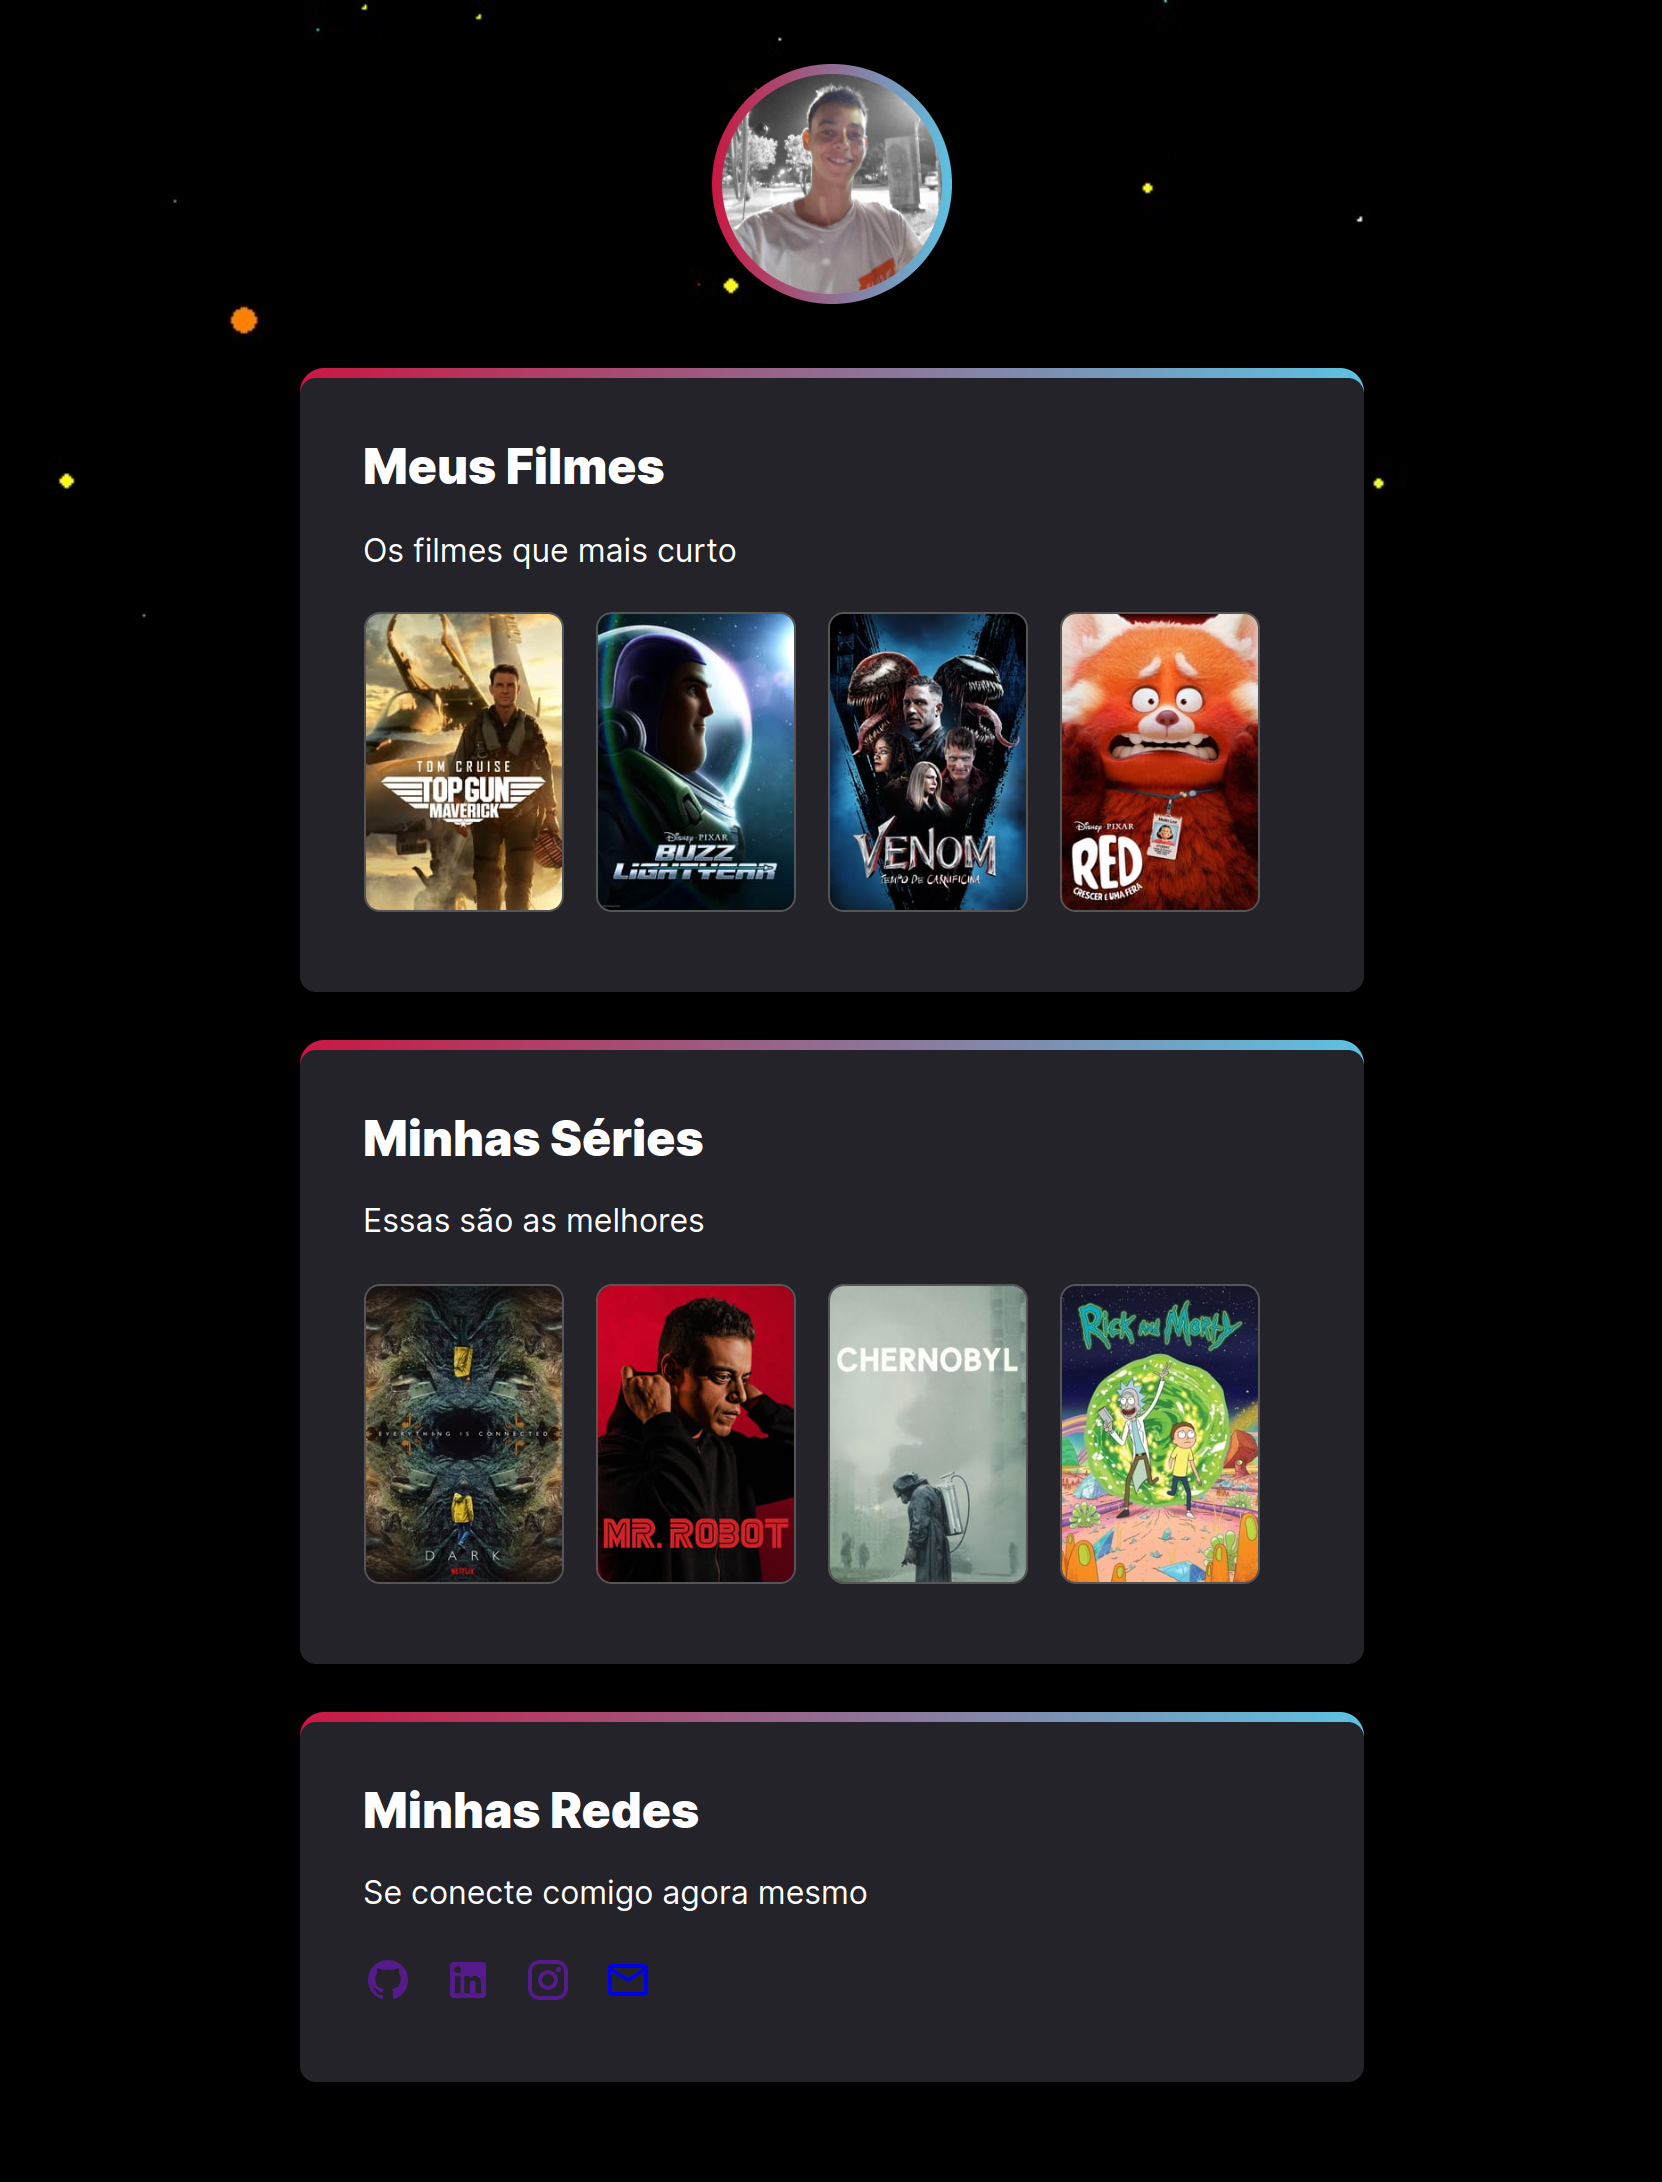 Meus Filmes
Os filmes que mais curto
TOM CRUISE
TOP GUN
MAVERICK
Disney · PIXAR
BUZZ
LIGHTYEAR
VENOM
TEMPO DE CARNIFICINA
Disney · PIXAR
RED
CRESCER É UMA FERA
Minhas Séries
Essas são as melhores
EVERYTHING IS CONNECTED
DARK
NETFLIX
MR. ROBOT
CHERNOBYL
Rick and Morty
Minhas Redes
Se conecte comigo agora mesmo
in